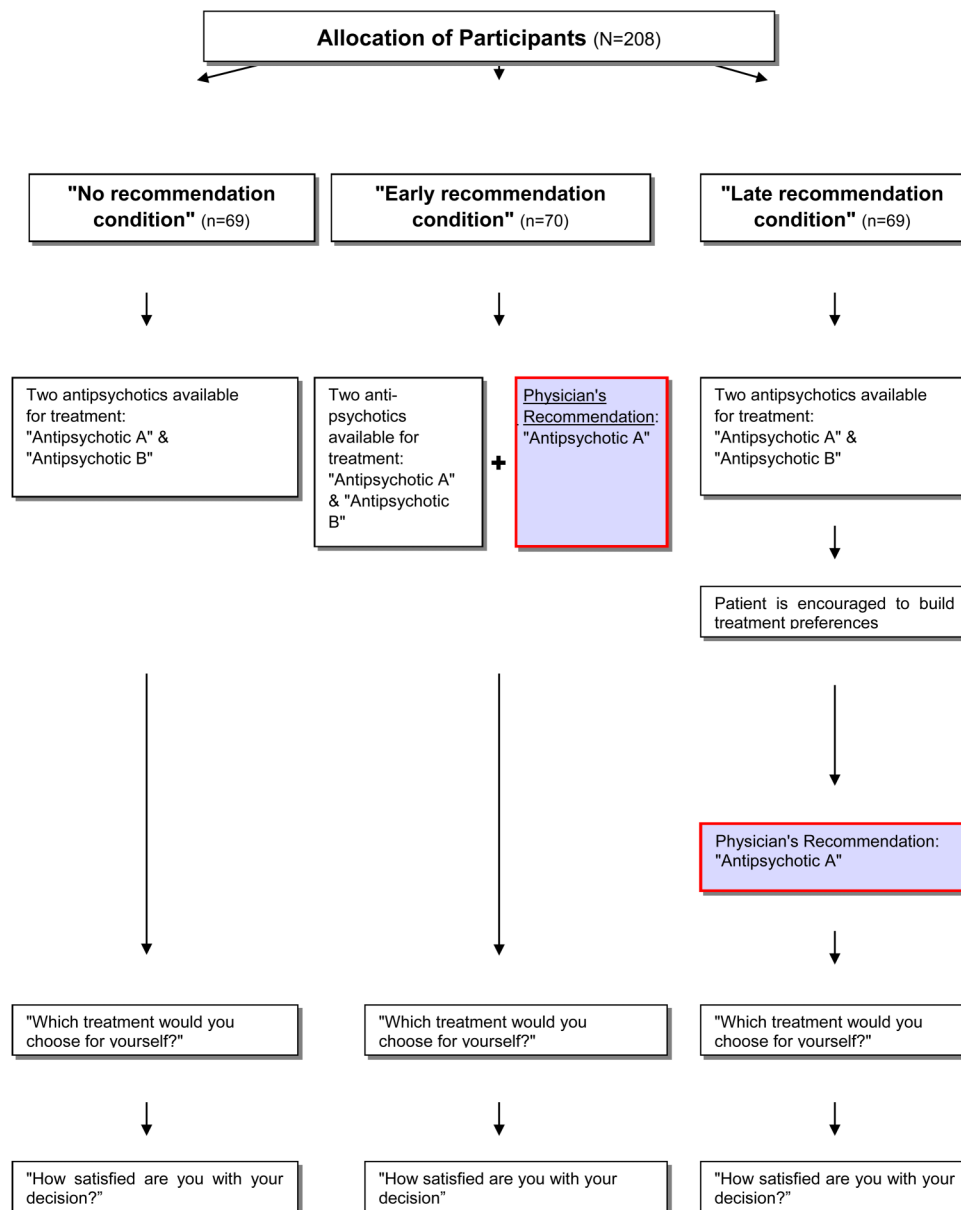 Allocation of Participants (N=208)
"No recommendation
condition" (n=69)
"Early recommendation
condition" (n=70)
"Late recommendation
condition" (n=69)
Two antipsychotics available
for treatment:
"Antipsychotic A" &
"Antipsychotic B"
Two anti-
psychotics
available for
treatment:
"Antipsychotic A"
& "Antipsychotic
B"
+
Physician's
Recommendation:
"Antipsychotic A"
Two antipsychotics available
for treatment:
"Antipsychotic A" &
"Antipsychotic B"
Patient is encouraged to build
treatment preferences
Physician's Recommendation:
"Antipsychotic A"
"Which treatment would you
choose for yourself?"
"Which treatment would you
choose for yourself?"
"Which treatment would you
choose for yourself?"
"How satisfied are you with your
decision?”
"How satisfied are you with your
decision”
"How satisfied are you with your
decision?”